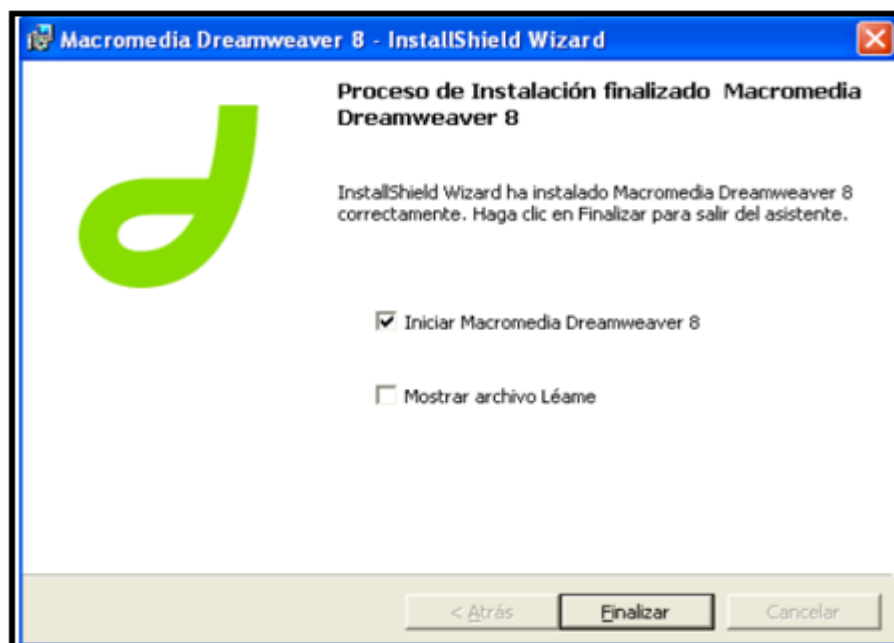 Macromedia Dreamweaver 8 - InstallShield Wizard
Proceso de Instalación finalizado Macromedia
Dreamweaver 8
InstallShield Wizard ha instalado Macromedia Dreamweaver 8
correctamente. Haga clic en Finalizar para salir del asistente.
Iniciar Macromedia Dreamweaver 8
Mostrar archivo Léame
< Atrás Finalizar Cancelar